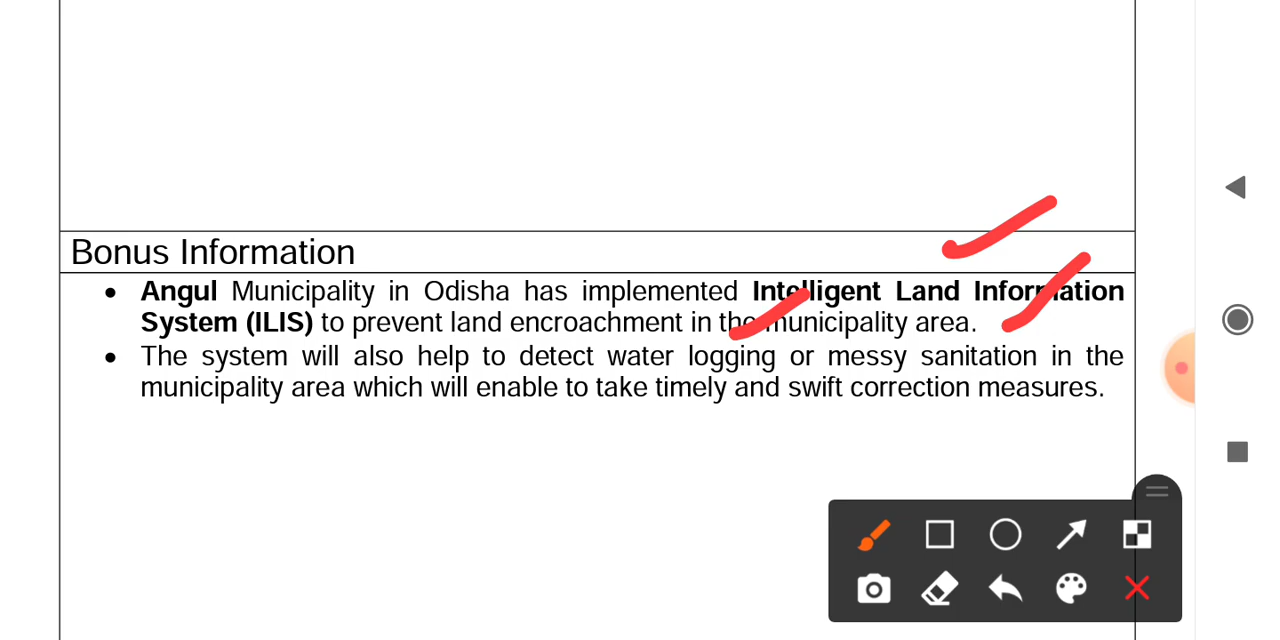 Bonus Information
• Angul Municipality in Odisha has implemented Intelligent Land Information
System (ILIS) to prevent land encroachment in the municipality area.
• The system will also help to detect water logging or messy sanitation in the
municipality area which will enable to take timely and swift correction measures.